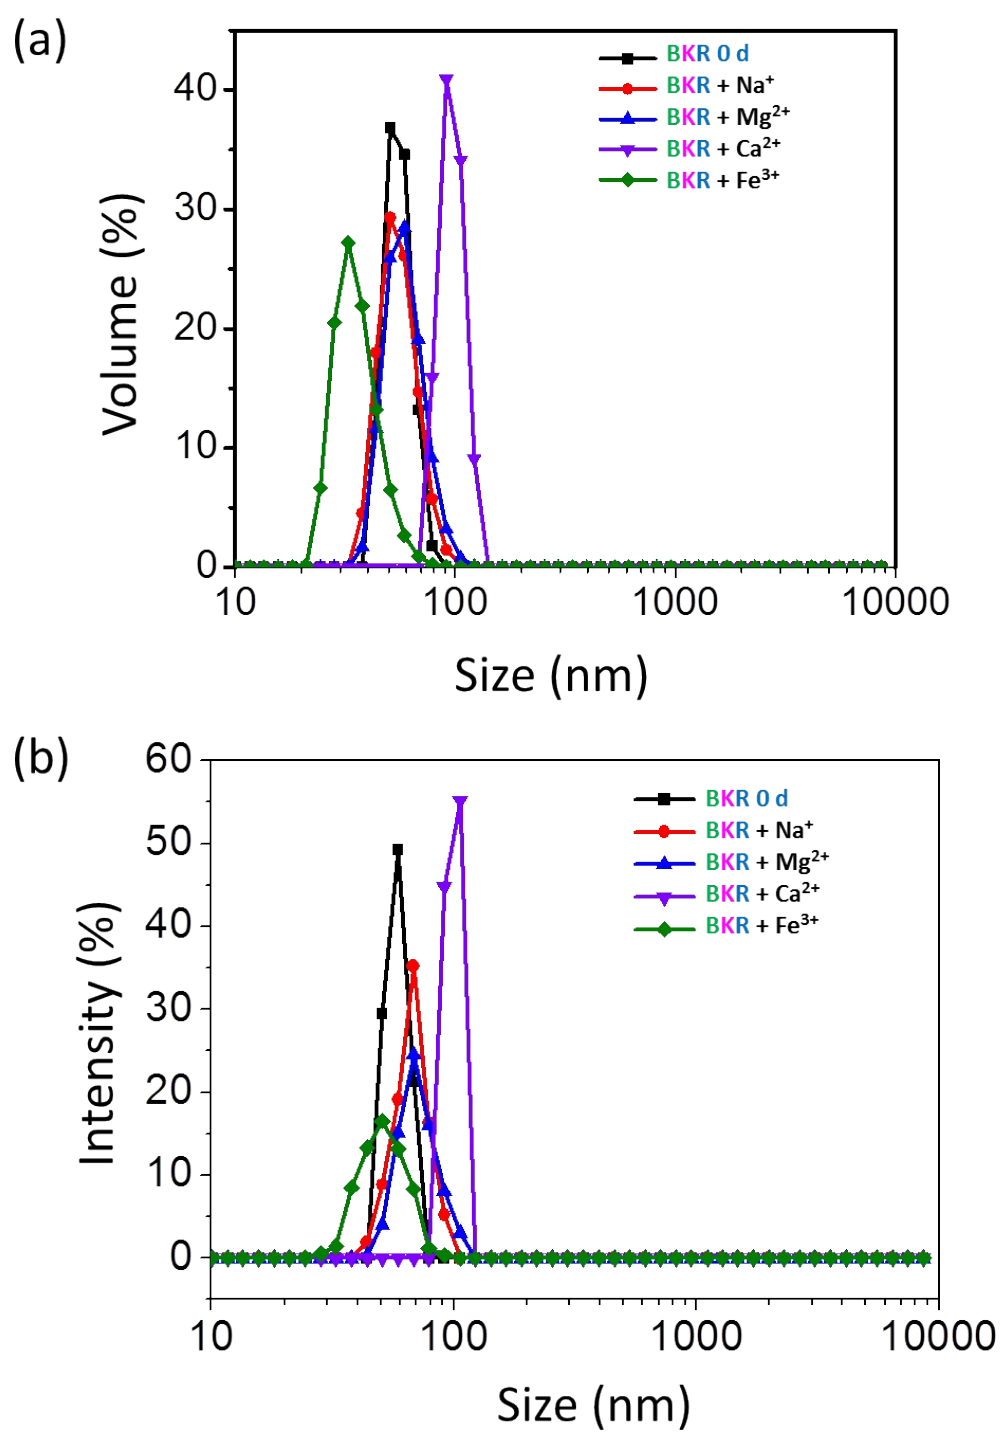 (a)
BKR 0 d
BKR + Na⁺
BKR + Mg²⁺
BKR + Ca²⁺
BKR + Fe³⁺
40
30
20
10
0
Volume (%)
10 100 1000 10000
Size (nm)
(b)
BKR 0 d
BKR + Na⁺
BKR + Mg²⁺
BKR + Ca²⁺
BKR + Fe³⁺
60
50
40
30
20
10
0
Intensity (%)
10 100 1000 10000
Size (nm)